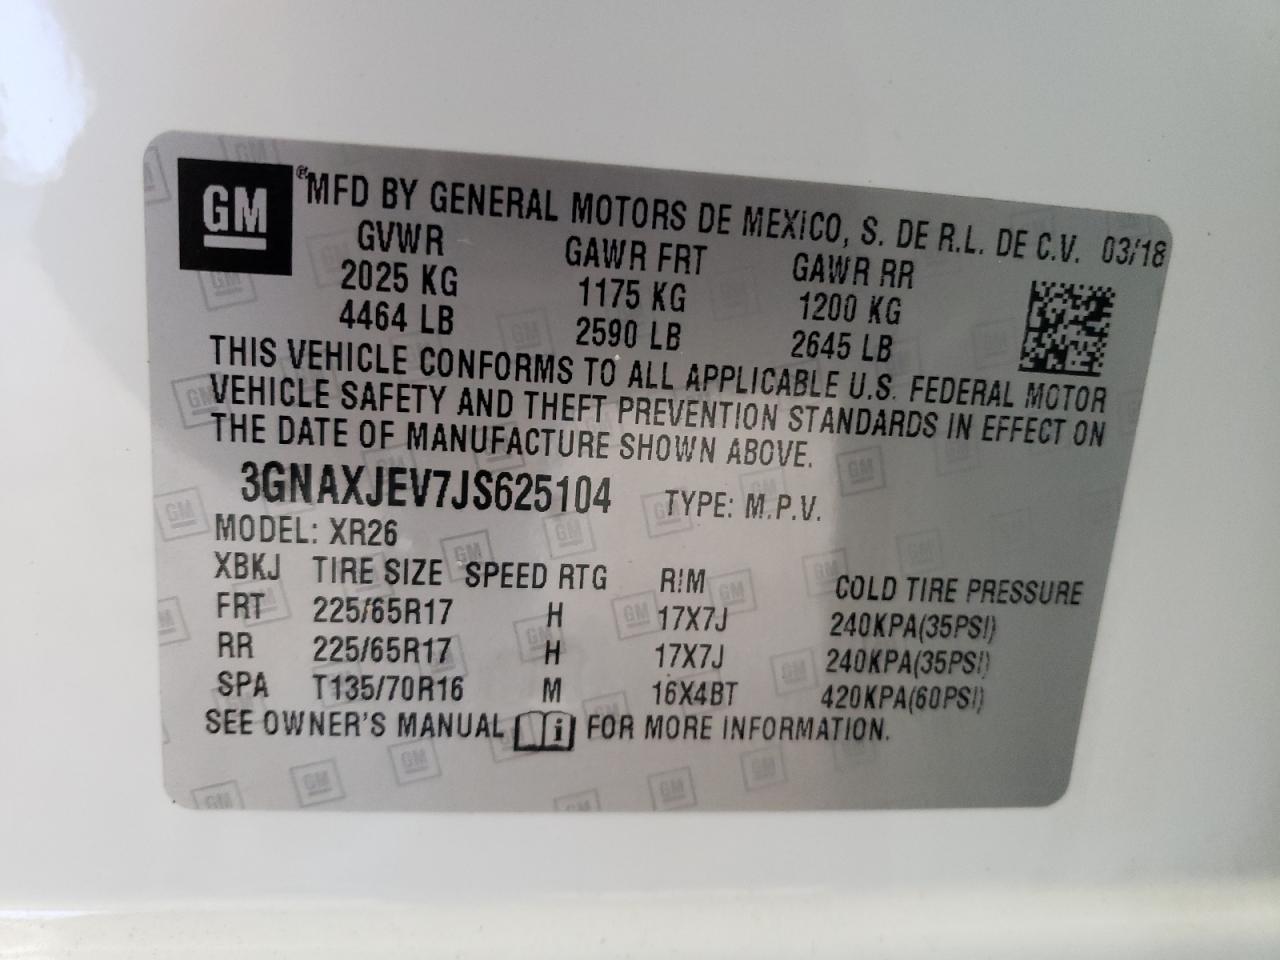 GM ® MFD BY GENERAL MOTORS DE MEXICO, S. DE R.L. DE C.V. 03/18
GVWR GAWR FRT GAWR RR
2025 KG 1175 KG 1200 KG
4464 LB 2590 LB 2645 LB
THIS VEHICLE CONFORMS TO ALL APPLICABLE U.S. FEDERAL MOTOR
VEHICLE SAFETY AND THEFT PREVENTION STANDARDS IN EFFECT ON
THE DATE OF MANUFACTURE SHOWN ABOVE.
3GNAXJEV7JS625104 TYPE: M.P.V.
MODEL: XR26
XBKJ TIRE SIZE SPEED RTG RIM COLD TIRE PRESSURE
FRT 225/65R17 H 17X7J 240KPA(35PSI)
RR 225/65R17 H 17X7J 240KPA(35PSI)
SPA T135/70R16 M 16X4BT 420KPA(60PSI)
SEE OWNER'S MANUAL i FOR MORE INFORMATION.